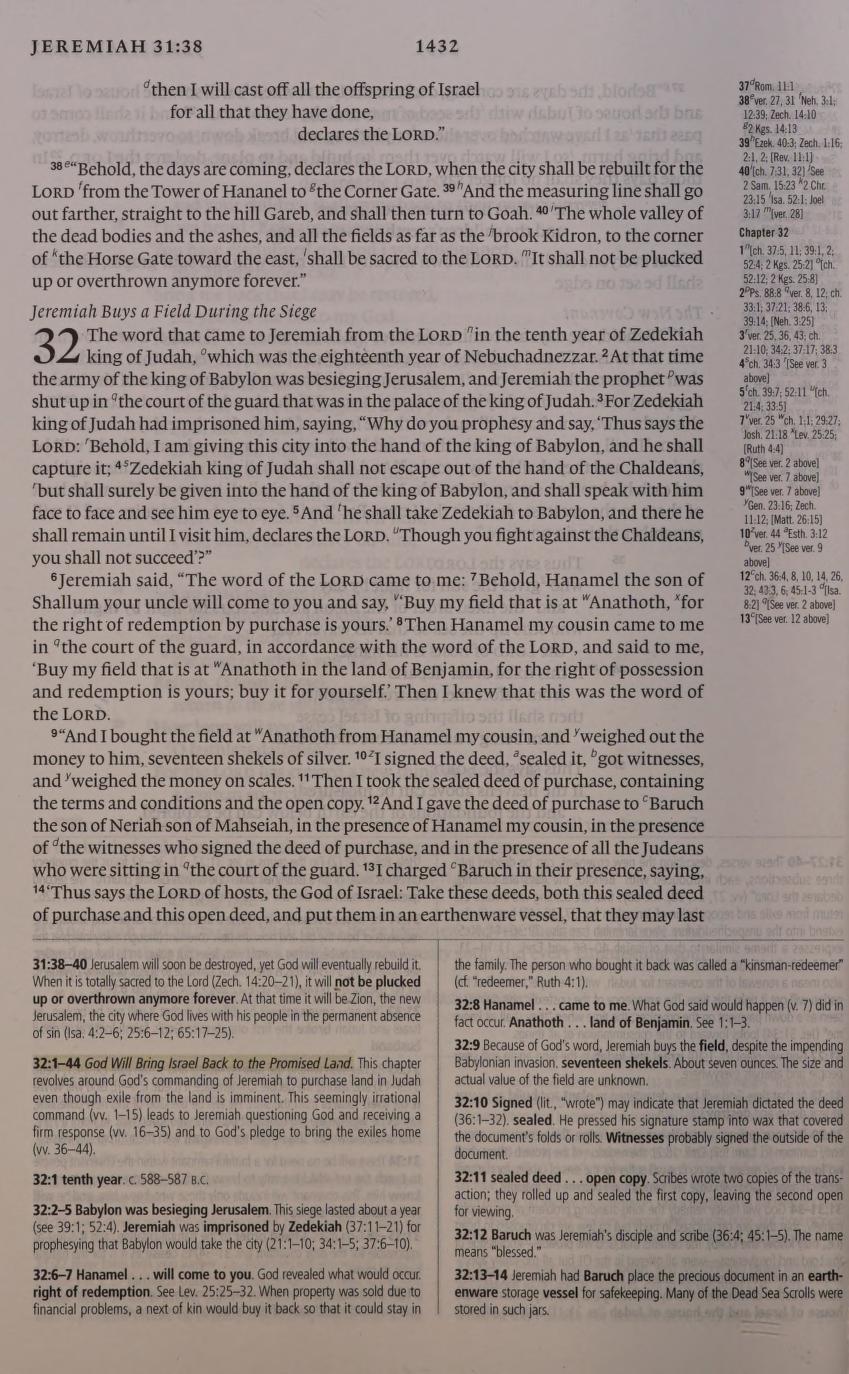 JEREMIAH 31:38
1432
dthen I will cast off all the offspring of Israel
for all that they have done,
declares the LORD.”
38 e“Behold, the days are coming, declares the LORD, when the city shall be rebuilt for the
LORD ffrom the Tower of Hananel to gthe Corner Gate. 39 hAnd the measuring line shall go
out farther, straight to the hill Gareb, and shall then turn to Goah. 40 iThe whole valley of
the dead bodies and the ashes, and all the fields as far as the jbrook Kidron, to the corner
of kthe Horse Gate toward the east, lshall be sacred to the LORD. mIt shall not be plucked
up or overthrown anymore forever.”
Jeremiah Buys a Field During the Siege
32 The word that came to Jeremiah from the LORD nin the tenth year of Zedekiah
king of Judah, owhich was the eighteenth year of Nebuchadnezzar. 2 At that time
the army of the king of Babylon was besieging Jerusalem, and Jeremiah the prophet pwas
shut up in qthe court of the guard that was in the palace of the king of Judah. 3 For Zedekiah
king of Judah had imprisoned him, saying, “Why do you prophesy and say, ‘Thus says the
LORD: rBehold, I am giving this city into the hand of the king of Babylon, and he shall
capture it; 4 sZedekiah king of Judah shall not escape out of the hand of the Chaldeans,
rbut shall surely be given into the hand of the king of Babylon, and shall speak with him
face to face and see him eye to eye. 5 And the shall take Zedekiah to Babylon, and there he
shall remain until I visit him, declares the LORD. uThough you fight against the Chaldeans,
you shall not succeed’?”
6 Jeremiah said, “The word of the LORD came to me: 7 Behold, Hanamel the son of
Shallum your uncle will come to you and say, v‘Buy my field that is at wAnathoth, xfor
the right of redemption by purchase is yours.’ 8 Then Hanamel my cousin came to me
in qthe court of the guard, in accordance with the word of the LORD, and said to me,
‘Buy my field that is at wAnathoth in the land of Benjamin, for the right of possession
and redemption is yours; buy it for yourself.’ Then I knew that this was the word of
the LORD.
9 “And I bought the field at wAnathoth from Hanamel my cousin, and yweighed out the
money to him, seventeen shekels of silver. 10 zI signed the deed, asealed it, bgot witnesses,
and yweighed the money on scales. 11 Then I took the sealed deed of purchase, containing
the terms and conditions and the open copy. 12 And I gave the deed of purchase to cBaruch
the son of Neriah son of Mahseiah, in the presence of Hanamel my cousin, in the presence
of dthe witnesses who signed the deed of purchase, and in the presence of all the Judeans
who were sitting in qthe court of the guard. 13 I charged cBaruch in their presence, saying,
14 ‘Thus says the LORD of hosts, the God of Israel: Take these deeds, both this sealed deed
of purchase and this open deed, and put them in an earthenware vessel, that they may last
37 dRom. 11:1
38 ever. 27, 31 fNeh. 3:1;
12:39; Zech. 14:10
g2 Kgs. 14:13
39 hEzek. 40:3; Zech. 1:16;
2:1, 2; [Rev. 11:1]
40 i[ch. 7:31, 32] jSee
2 Sam. 15:23 k2 Chr.
23:15 lIsa. 52:1; Joel
3:17 m[ver. 28]
Chapter 32
1 n[ch. 37:5, 11; 39:1, 2;
52:4; 2 Kgs. 25:2] o[ch.
52:12; 2 Kgs. 25:8]
2 pPs. 88:8 qver. 8, 12; ch.
33:1; 37:21; 38:6, 13;
39:14; [Neh. 3:25]
3 rver. 25, 36, 43; ch.
21:10; 34:2; 37:17; 38:3
4 sch. 34:3 r[See ver. 3
above]
5 tch. 39:7; 52:11 u[ch.
21:4; 33:5]
7 vver. 25 wch. 1:1; 29:27;
Josh. 21:18 xLev. 25:25;
[Ruth 4:4]
8 q[See ver. 2 above]
w[See ver. 7 above]
9 w[See ver. 7 above]
yGen. 23:16; Zech.
11:12; [Matt. 26:15]
10 zver. 44 aEsth. 3:12
bver. 25 y[See ver. 9
above]
12 cch. 36:4, 8, 10, 14, 26,
32; 43:3, 6; 45:1-3 d[Isa.
8:2] q[See ver. 2 above]
13 c[See ver. 12 above]
31:38–40 Jerusalem will soon be destroyed, yet God will eventually rebuild it.
When it is totally sacred to the Lord (Zech. 14:20–21), it will not be plucked
up or overthrown anymore forever. At that time it will be Zion, the new
Jerusalem, the city where God lives with his people in the permanent absence
of sin (Isa. 4:2–6; 25:6–12; 65:17–25).
32:1–44 God Will Bring Israel Back to the Promised Land. This chapter
revolves around God’s commanding of Jeremiah to purchase land in Judah
even though exile from the land is imminent. This seemingly irrational
command (vv. 1–15) leads to Jeremiah questioning God and receiving a
firm response (vv. 16–35) and to God’s pledge to bring the exiles home
(vv. 36–44).
32:1 tenth year. c. 588–587 B.C.
32:2–5 Babylon was besieging Jerusalem. This siege lasted about a year
(see 39:1; 52:4). Jeremiah was imprisoned by Zedekiah (37:11–21) for
prophesying that Babylon would take the city (21:1–10; 34:1–5; 37:6–10).
32:6–7 Hanamel . . . will come to you. God revealed what would occur.
right of redemption. See Lev. 25:25–32. When property was sold due to
financial problems, a next of kin would buy it back so that it could stay in
the family. The person who bought it back was called a “kinsman-redeemer”
(cf. “redeemer,” Ruth 4:1).
32:8 Hanamel . . . came to me. What God said would happen (v. 7) did in
fact occur. Anathoth . . . land of Benjamin. See 1:1–3.
32:9 Because of God’s word, Jeremiah buys the field, despite the impending
Babylonian invasion. seventeen shekels. About seven ounces. The size and
actual value of the field are unknown.
32:10 Signed (lit., “wrote”) may indicate that Jeremiah dictated the deed
(36:1–32). sealed. He pressed his signature stamp into wax that covered
the document’s folds or rolls. Witnesses probably signed the outside of the
document.
32:11 sealed deed . . . open copy. Scribes wrote two copies of the trans-
action; they rolled up and sealed the first copy, leaving the second open
for viewing.
32:12 Baruch was Jeremiah’s disciple and scribe (36:4; 45:1–5). The name
means “blessed.”
32:13–14 Jeremiah had Baruch place the precious document in an earth-
enware storage vessel for safekeeping. Many of the Dead Sea Scrolls were
stored in such jars.